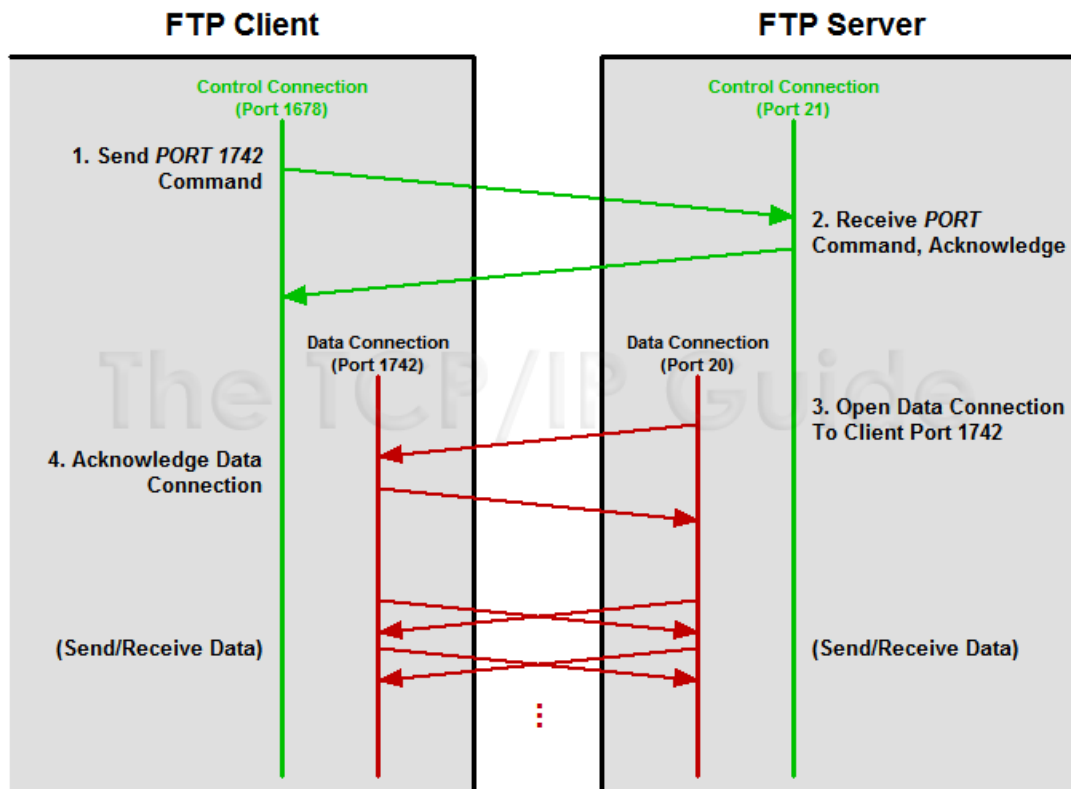 FTP Client
FTP Server
Control Connection
(Port 1678)
Control Connection
(Port 21)
1. Send PORT 1742
Command
2. Receive PORT
Command, Acknowledge
Data Connection
(Port 1742)
Data Connection
(Port 20)
The TCP/IP Guide
3. Open Data Connection
To Client Port 1742
4. Acknowledge Data
Connection
(Send/Receive Data)
(Send/Receive Data)